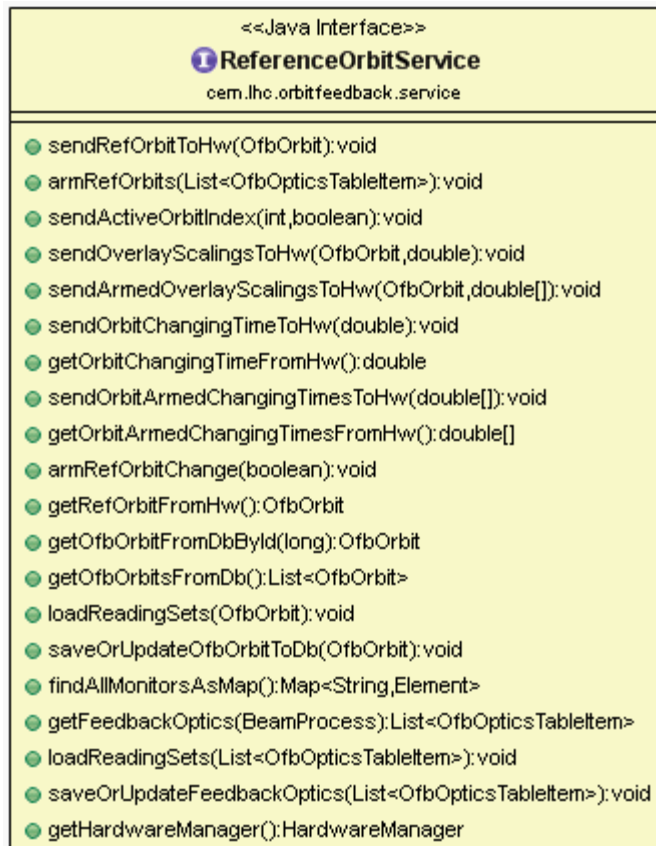 <<Java Interface>>
I ReferenceOrbitService
cern.lhc.orbitfeedback.service
sendRefOrbitToHw(OfbOrbit):void
armRefOrbits(List<OfbOpticsTableItem>):void
sendActiveOrbitIndex(int,boolean):void
sendOverlayScalingsToHw(OfbOrbit,double):void
sendArmedOverlayScalingsToHw(OfbOrbit,double[]):void
sendOrbitChangingTimeToHw(double):void
getOrbitChangingTimeFromHw():double
sendOrbitArmedChangingTimesToHw(double[]):void
getOrbitArmedChangingTimesFromHw():double[]
armRefOrbitChange(boolean):void
getRefOrbitFromHw():OfbOrbit
getOfbOrbitFromDbById(long):OfbOrbit
getOfbOrbitsFromDb():List<OfbOrbit>
loadReadingSets(OfbOrbit):void
saveOrUpdateOfbOrbitToDb(OfbOrbit):void
findAllMonitorsAsMap():Map<String,Element>
getFeedbackOptics(BeamProcess):List<OfbOpticsTableItem>
loadReadingSets(List<OfbOpticsTableItem>):void
saveOrUpdateFeedbackOptics(List<OfbOpticsTableItem>):void
getHardwareManager():HardwareManager